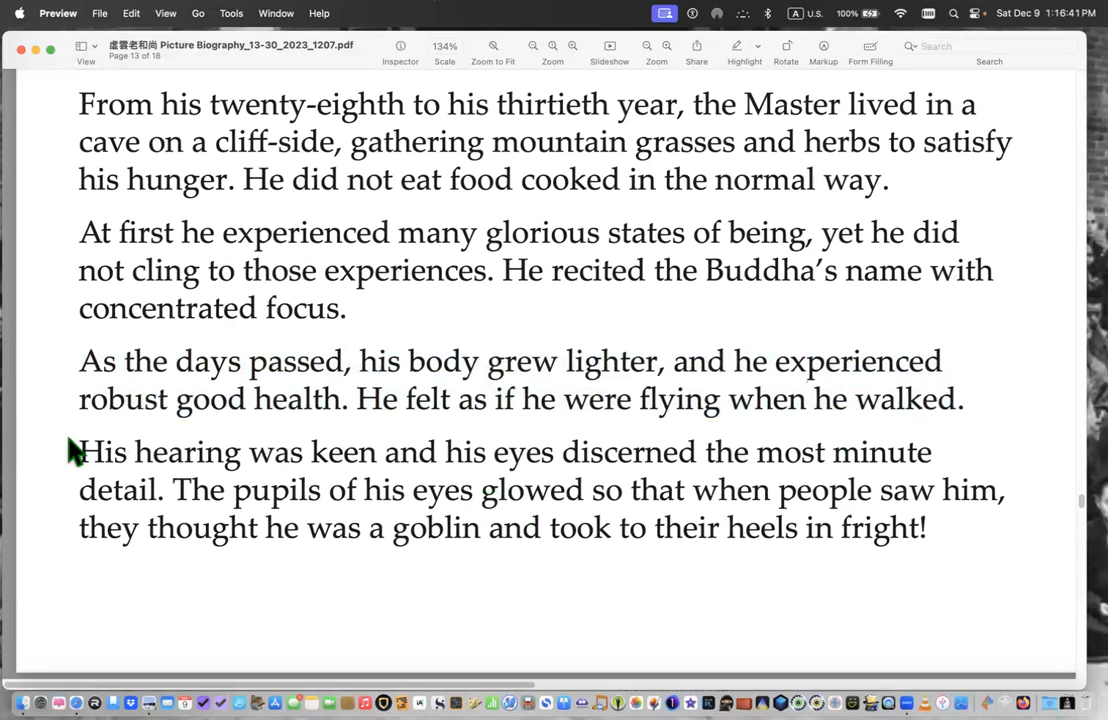 Preview File Edit View Go Tools Window Help
A U.S. 100% Sat Dec 9 1:16:41 PM
虛雲老和尚 Picture Biography_13-30_2023_1207.pdf
Page 13 of 18
134%
Search
View Inspector Scale Zoom to Fit Zoom Slideshow Zoom Share Highlight Rotate Markup Form Filling Search
From his twenty-eighth to his thirtieth year, the Master lived in a
cave on a cliff-side, gathering mountain grasses and herbs to satisfy
his hunger. He did not eat food cooked in the normal way.
At first he experienced many glorious states of being, yet he did
not cling to those experiences. He recited the Buddha’s name with
concentrated focus.
As the days passed, his body grew lighter, and he experienced
robust good health. He felt as if he were flying when he walked.
His hearing was keen and his eyes discerned the most minute
detail. The pupils of his eyes glowed so that when people saw him,
they thought he was a goblin and took to their heels in fright!